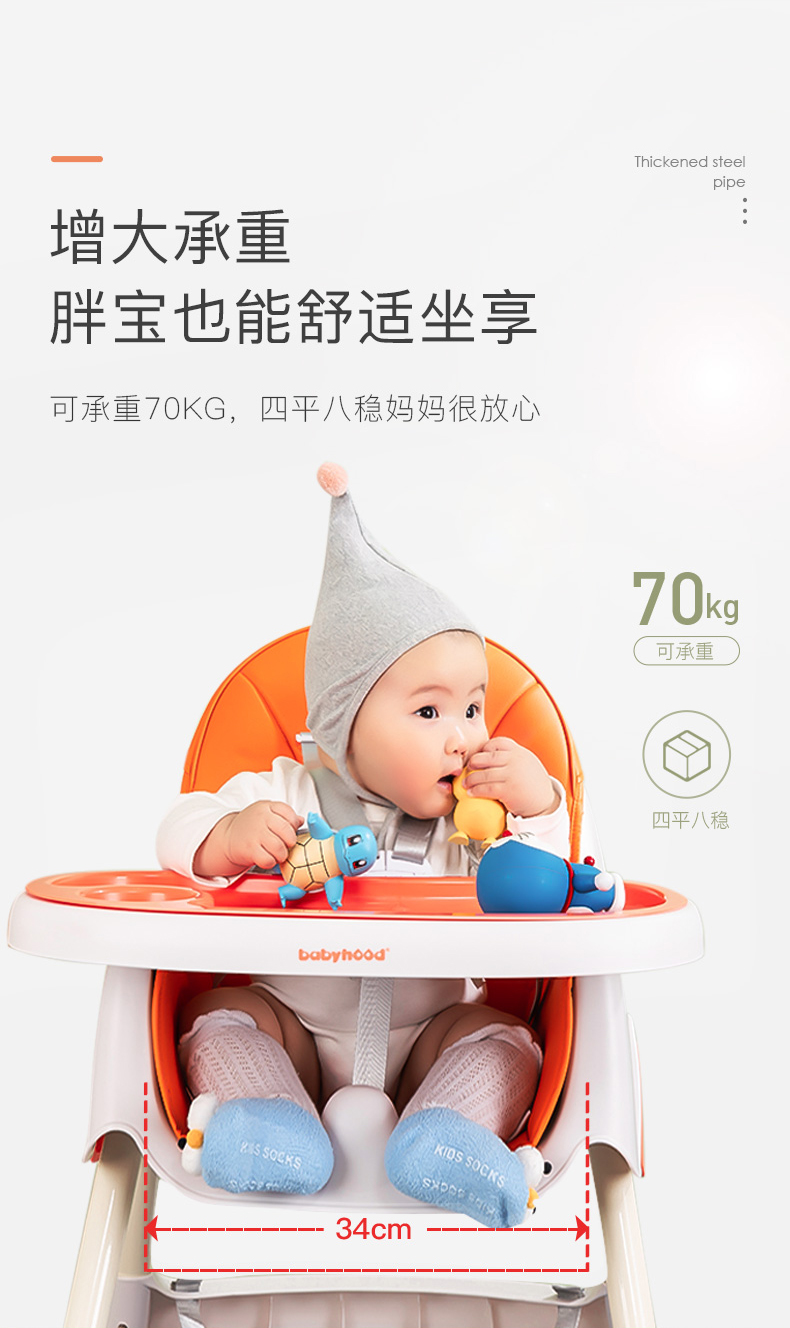 Thickened steel
pipe
增大承重
胖宝也能舒适坐享
可承重70KG，四平八稳妈妈很放心
70kg
可承重
四平八稳
babyhood
KIDS SOCKS
KIDS SOCKS
34cm